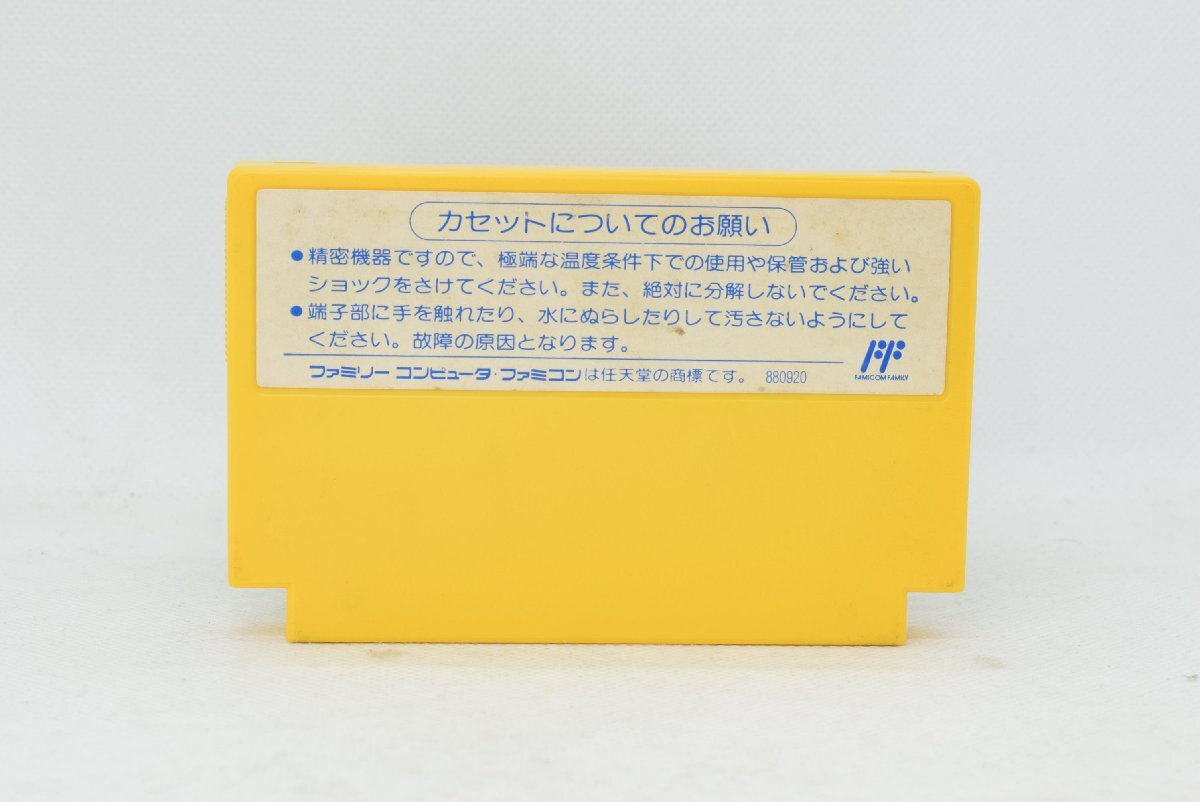 カセットについてのお願い
●精密機器ですので、極端な温度条件下での使用や保管および強い
ショックをさけてください。また、絶対に分解しないでください。
●端子部に手を触れたり、水にぬらしたりして汚さないようにして
ください。故障の原因となります。
FF
FAMICOM FAMILY
ファミリー コンピュータ・ファミコンは任天堂の商標です。 880920